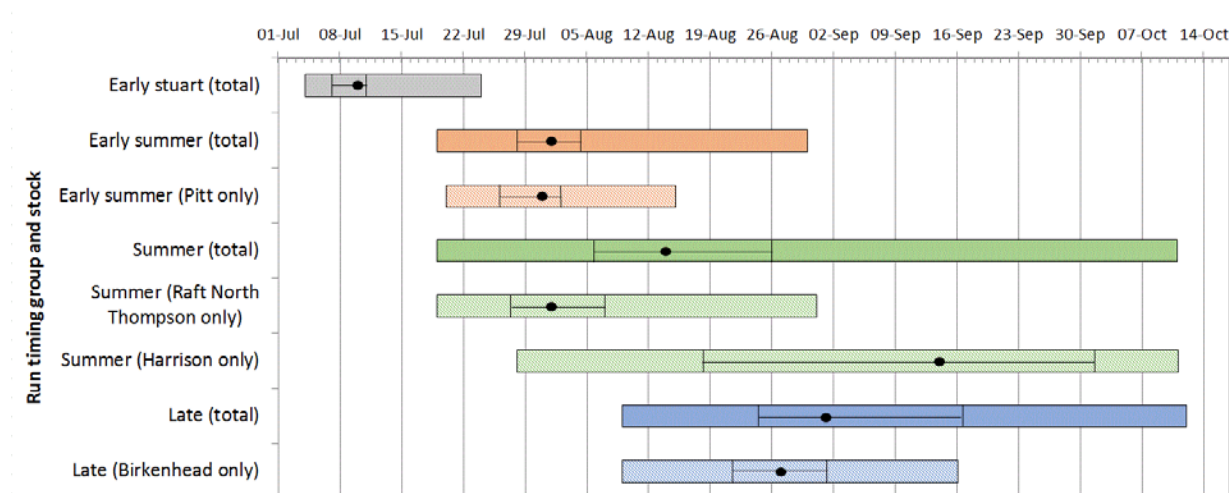 01-Jul 08-Jul 15-Jul 22-Jul 29-Jul 05-Aug 12-Aug 19-Aug 26-Aug 02-Sep 09-Sep 16-Sep 23-Sep 30-Sep 07-Oct 14-Oct
Run timing group and stock
Early stuart (total)
Early summer (total)
Early summer (Pitt only)
Summer (total)
Summer (Raft North
Thompson only)
Summer (Harrison only)
Late (total)
Late (Birkenhead only)